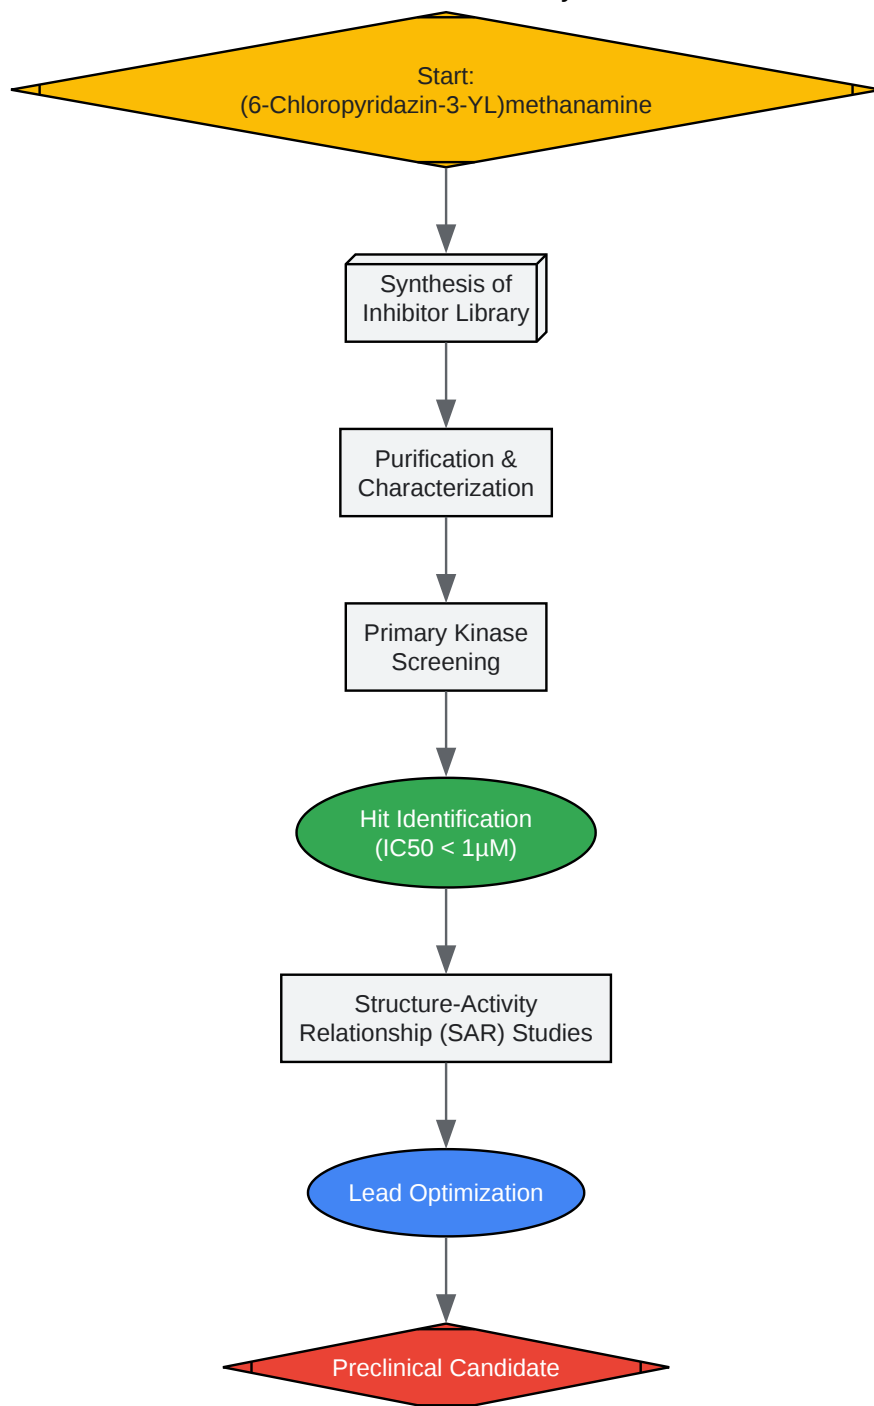 Start:
(6-Chloropyridazin-3-YL)methanamine
Synthesis of
Inhibitor Library
Purification &
Characterization
Primary Kinase
Screening
Hit Identification
(IC50 < 1µM)
Structure-Activity
Relationship (SAR) Studies
Lead Optimization
Preclinical Candidate